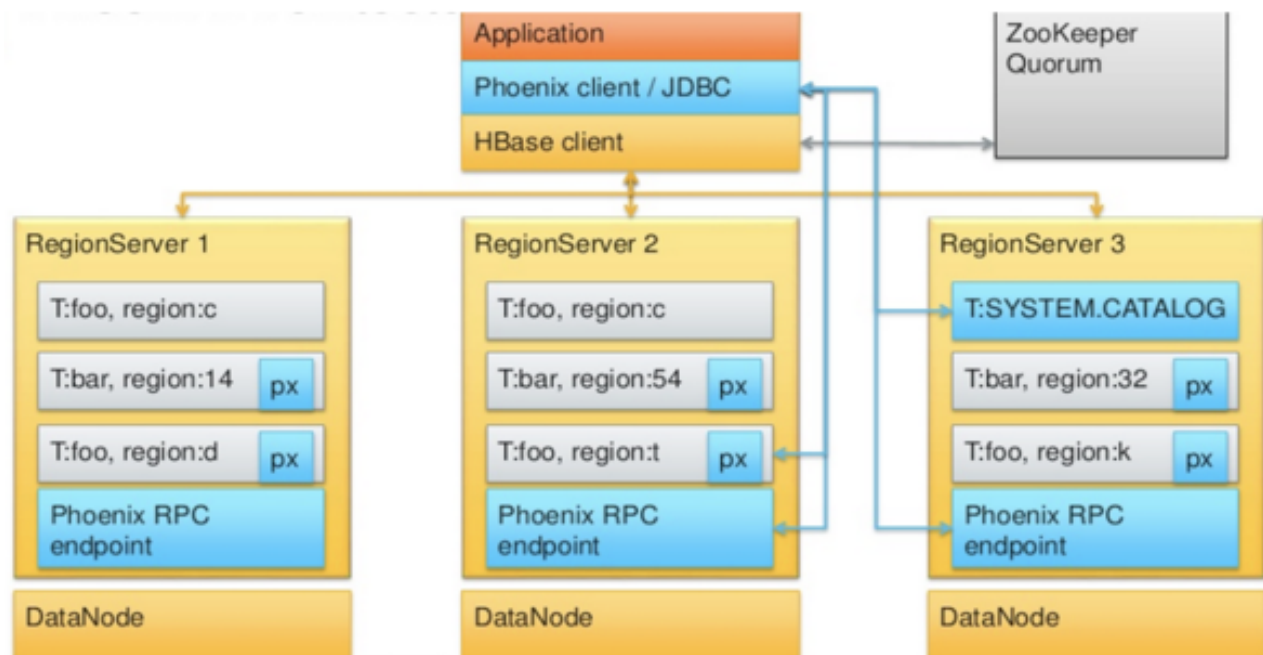 Application
Phoenix client / JDBC
HBase client
ZooKeeper
Quorum
RegionServer 1
T:foo, region:c
T:bar, region:14
px
T:foo, region:d
px
Phoenix RPC
endpoint
DataNode
RegionServer 2
T:foo, region:c
T:bar, region:54
px
T:foo, region:t
px
Phoenix RPC
endpoint
DataNode
RegionServer 3
T:SYSTEM.CATALOG
T:bar, region:32
px
T:foo, region:k
px
Phoenix RPC
endpoint
DataNode